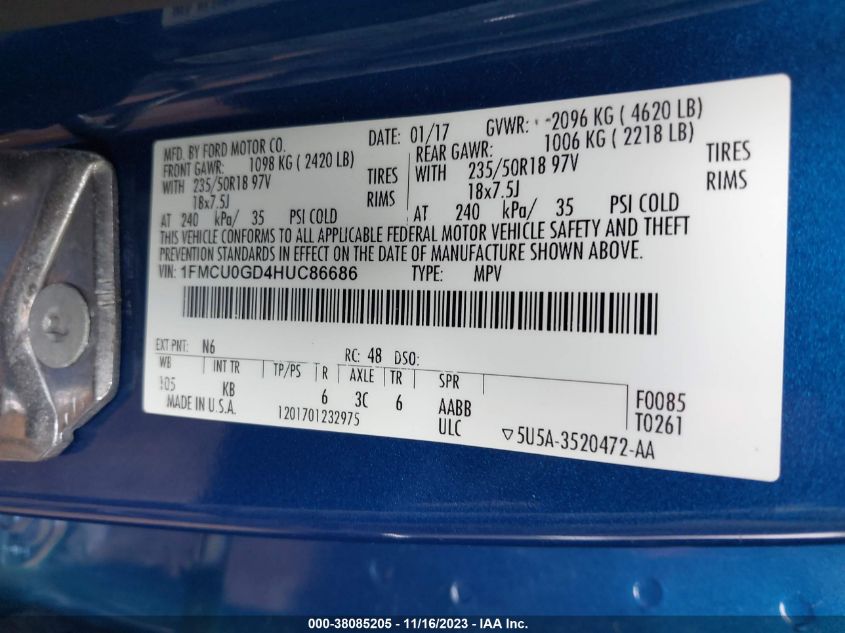 MFD. BY FORD MOTOR CO. DATE: 01/17 GVWR: 2096 KG ( 4620 LB)
FRONT GAWR: 1098 KG ( 2420 LB) REAR GAWR: 1006 KG ( 2218 LB)
WITH 235/50R18 97V TIRES WITH 235/50R18 97V TIRES
18x7.5J RIMS 18x7.5J RIMS
AT 240 kPa/ 35 PSI COLD AT 240 kPa/ 35 PSI COLD
THIS VEHICLE CONFORMS TO ALL APPLICABLE FEDERAL MOTOR VEHICLE SAFETY AND THEFT
PREVENTION STANDARDS IN EFFECT ON THE DATE OF MANUFACTURE SHOWN ABOVE.
VIN: 1FMCU0GD4HUC86686 TYPE: MPV
EXT PNT: N6 RC: 48 DSO:
WB INT TR TP/PS R AXLE TR SPR
105 KB 6 3C 6 AABB F0085
MADE IN U.S.A. 1201701232975 ULC ▽5U5A-3520472-AA T0261
000-38085205 - 11/16/2023 - IAA Inc.